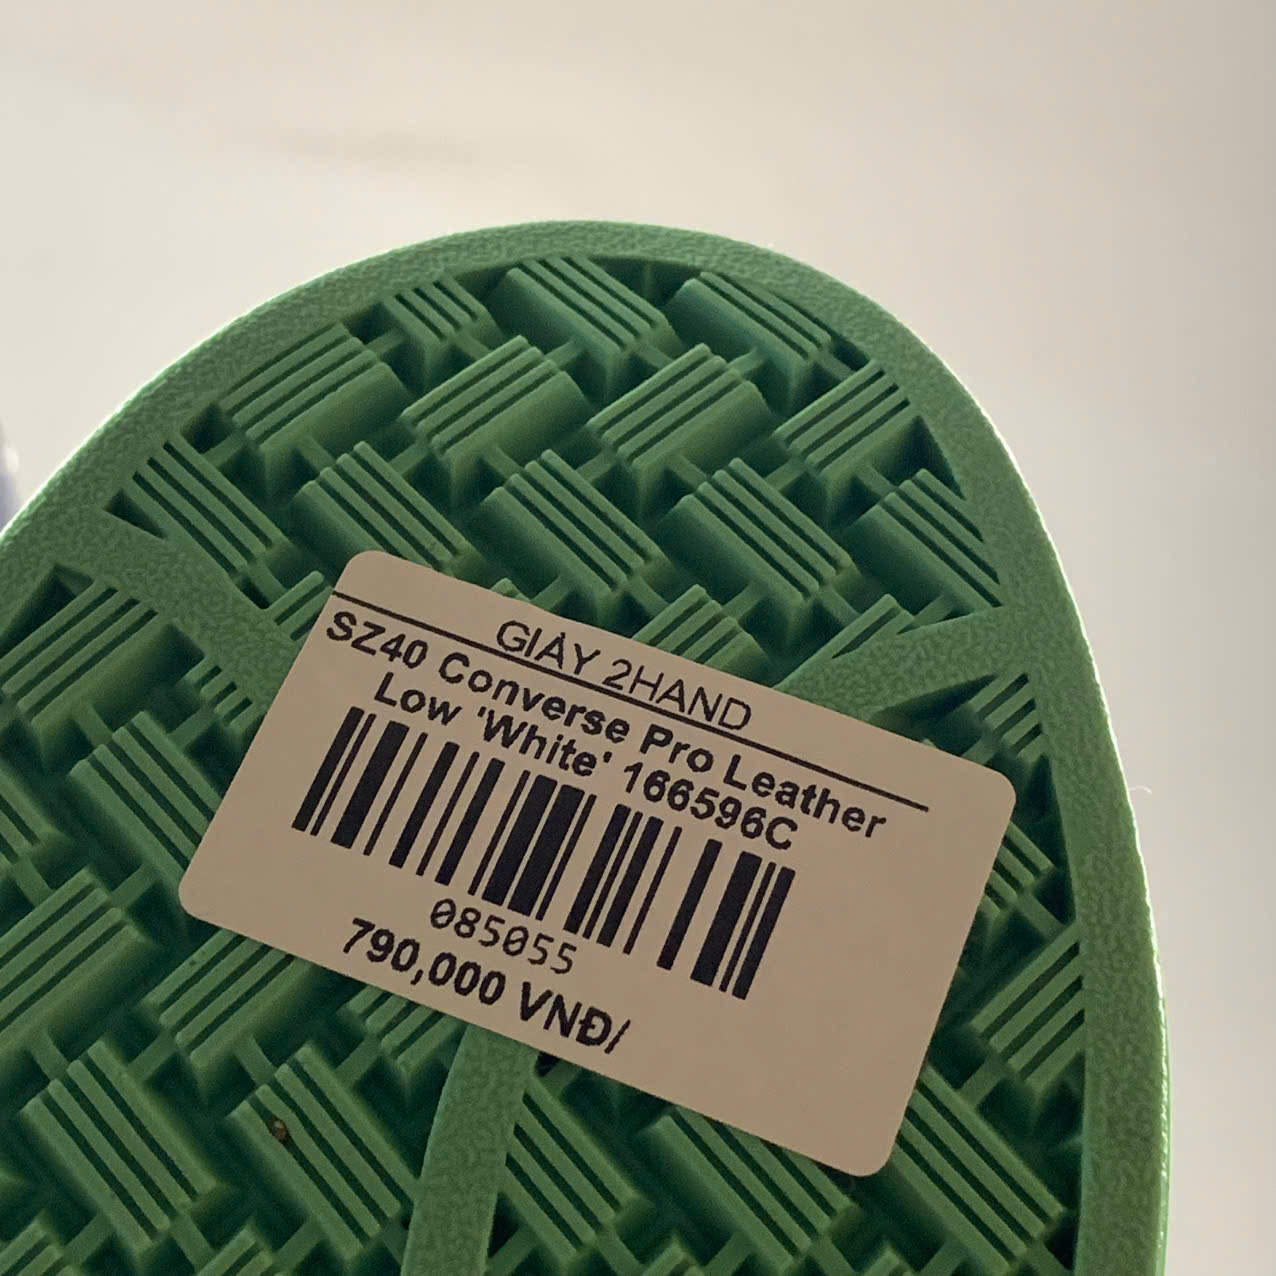 GIÀY 2HAND
SZ40 Converse Pro Leather
Low 'White' 166596C
085055
790,000 VNĐ/